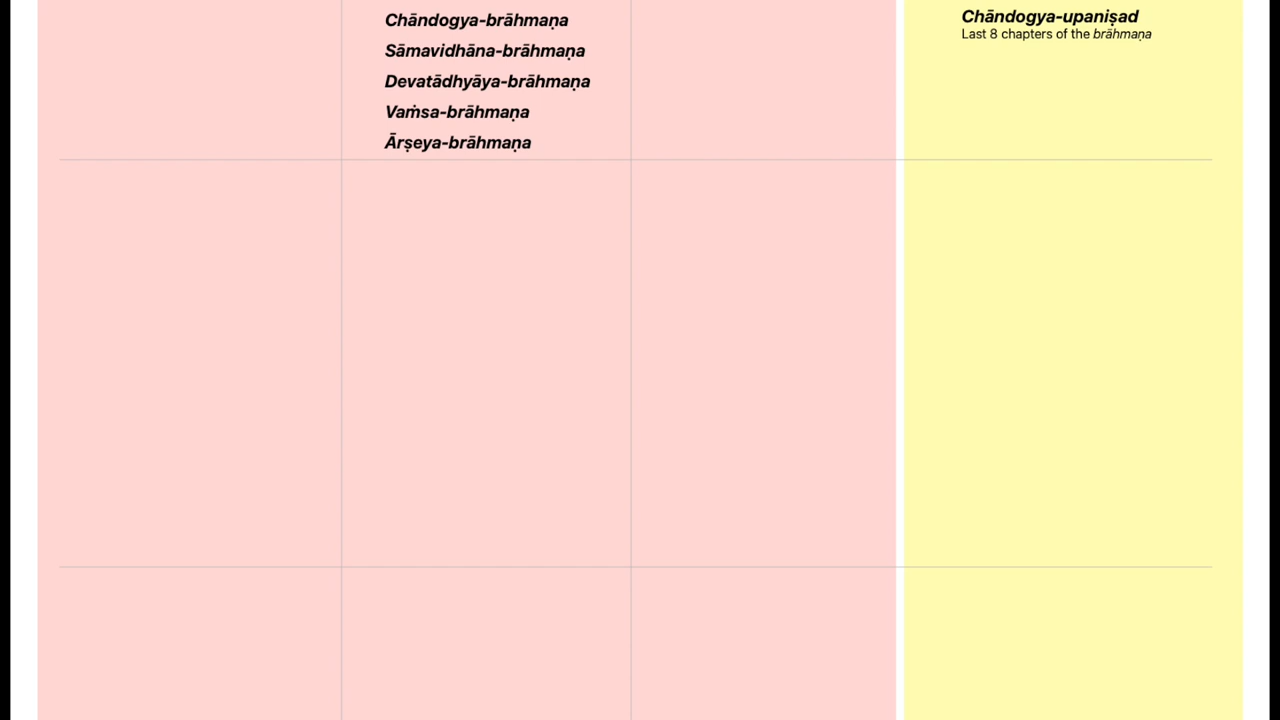 Chāndogya-brāhmaṇa
Sāmavidhāna-brāhmaṇa
Devatādhyāya-brāhmaṇa
Vaṁsa-brāhmaṇa
Ārṣeya-brāhmaṇa
Chāndogya-upaniṣad
Last 8 chapters of the brāhmaṇa